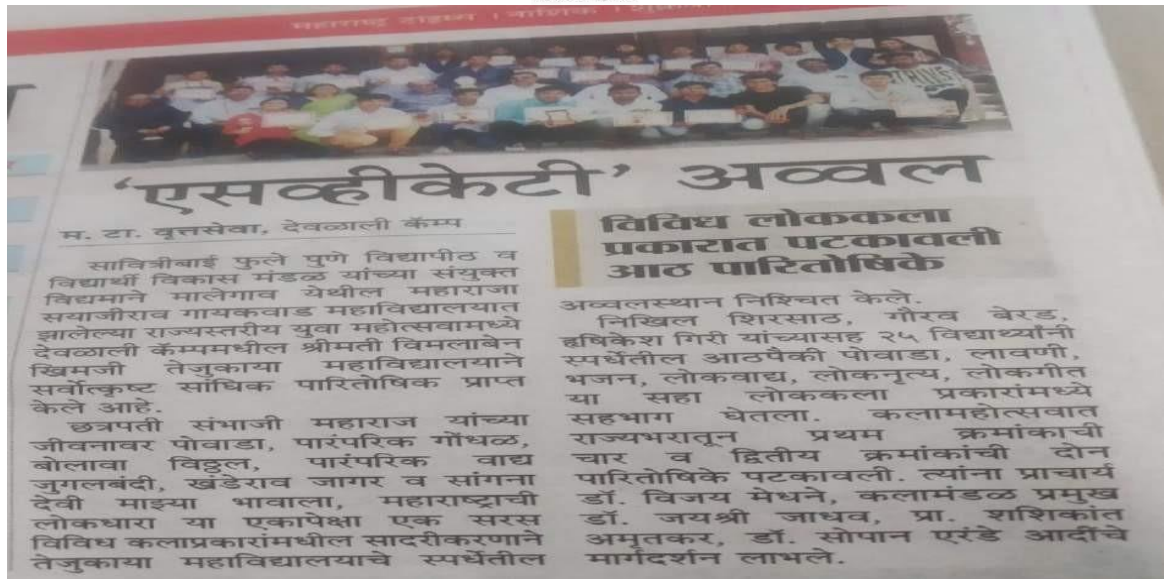 महाराष्ट्र टाइम्स । नाशिक ।
'एसव्हीकेटी' अव्वल
म. टा. वृत्तसेवा, देवळाली कॅम्प
सावित्रीबाई फुले पुणे विद्यापीठ व
विद्यार्थी विकास मंडळ यांच्या संयुक्त
विद्यमाने मालेगाव येथील महाराजा
सयाजीराव गायकवाड महाविद्यालयात
झालेल्या राज्यस्तरीय युवा महोत्सवामध्ये
देवळाली कॅम्पमधील श्रीमती विमलाबेन
खिमजी तेजुकाया महाविद्यालयाने
सर्वोत्कृष्ट सांघिक पारितोषिक प्राप्त
केले आहे.
छत्रपती संभाजी महाराज यांच्या
जीवनावर पोवाडा, पारंपरिक गोंधळ,
बोलावा विठ्ठल, पारंपरिक वाद्य
जुगलबंदी, खंडेराव जागर व सांगना
देवी माझ्या भावाला, महाराष्ट्राची
लोकधारा या एकापेक्षा एक सरस
विविध कलाप्रकारांमधील सादरीकरणाने
तेजुकाया महाविद्यालयाचे स्पर्धेतील
विविध लोककला
प्रकारात पटकावली
आठ पारितोषिके
अव्वलस्थान निश्चित केले.
निखिल शिरसाठ, गौरव बेरड,
हृषिकेश गिरी यांच्यासह २५ विद्यार्थ्यांनी
स्पर्धेतील आठपैकी पोवाडा, लावणी,
भजन, लोकवाद्य, लोकनृत्य, लोकगीत
या सहा लोककला प्रकारांमध्ये
सहभाग घेतला. कलामहोत्सवात
राज्यभरातून प्रथम क्रमांकाची
चार व द्वितीय क्रमांकांची दोन
पारितोषिके पटकावली. त्यांना प्राचार्य
डॉ. विजय मेधने, कलामंडळ प्रमुख
डॉ. जयश्री जाधव, प्रा. शशिकांत
अमृतकर, डॉ. सोपान एरंडे आदींचे
मार्गदर्शन लाभले.